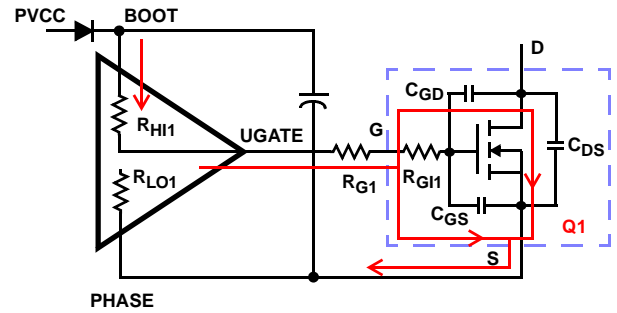 PVCC
BOOT
D
CGD
RHI1
UGATE
G
CDS
RLO1
RG1
RGI1
CGS
Q1
S
PHASE